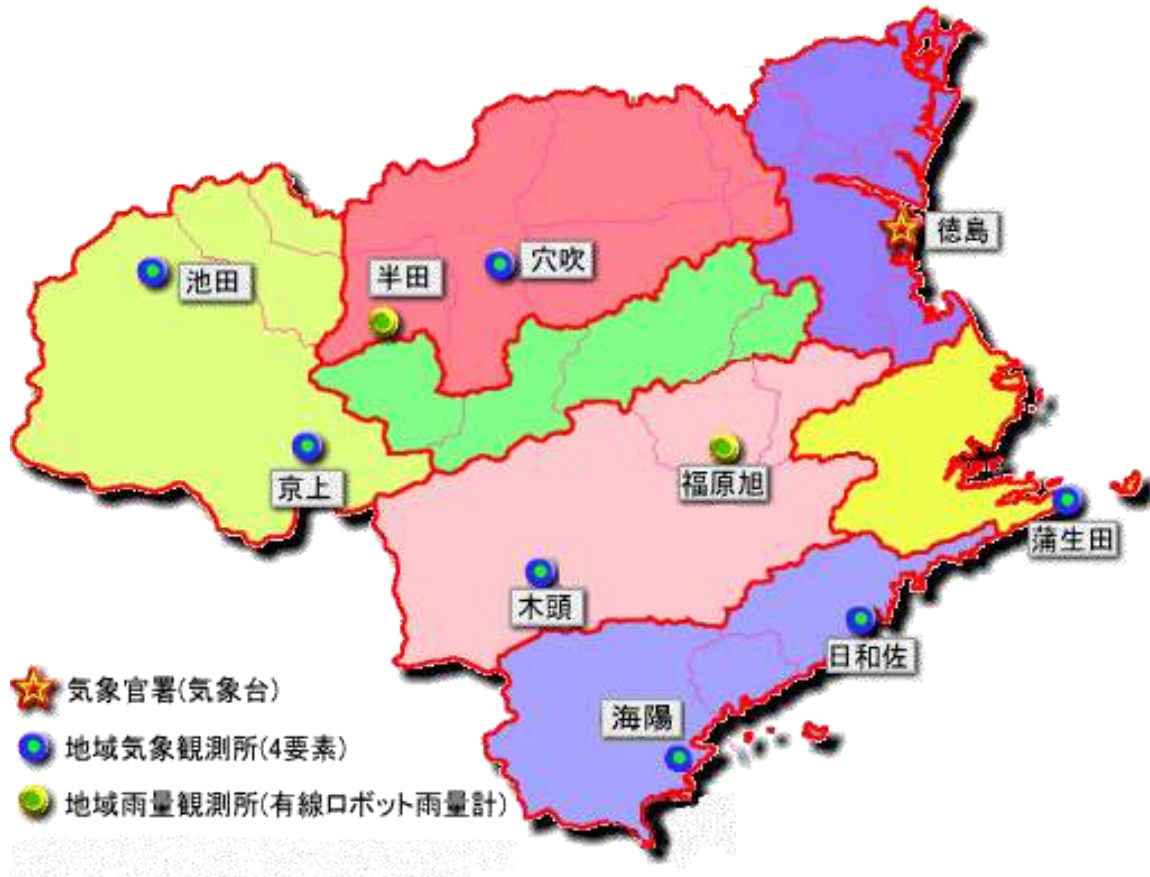 徳島
穴吹
半田
池田
京上
福原旭
蒲生田
木頭
日和佐
海陽
気象官署(気象台)
地域気象観測所(4要素)
地域雨量観測所(有線ロボット雨量計)